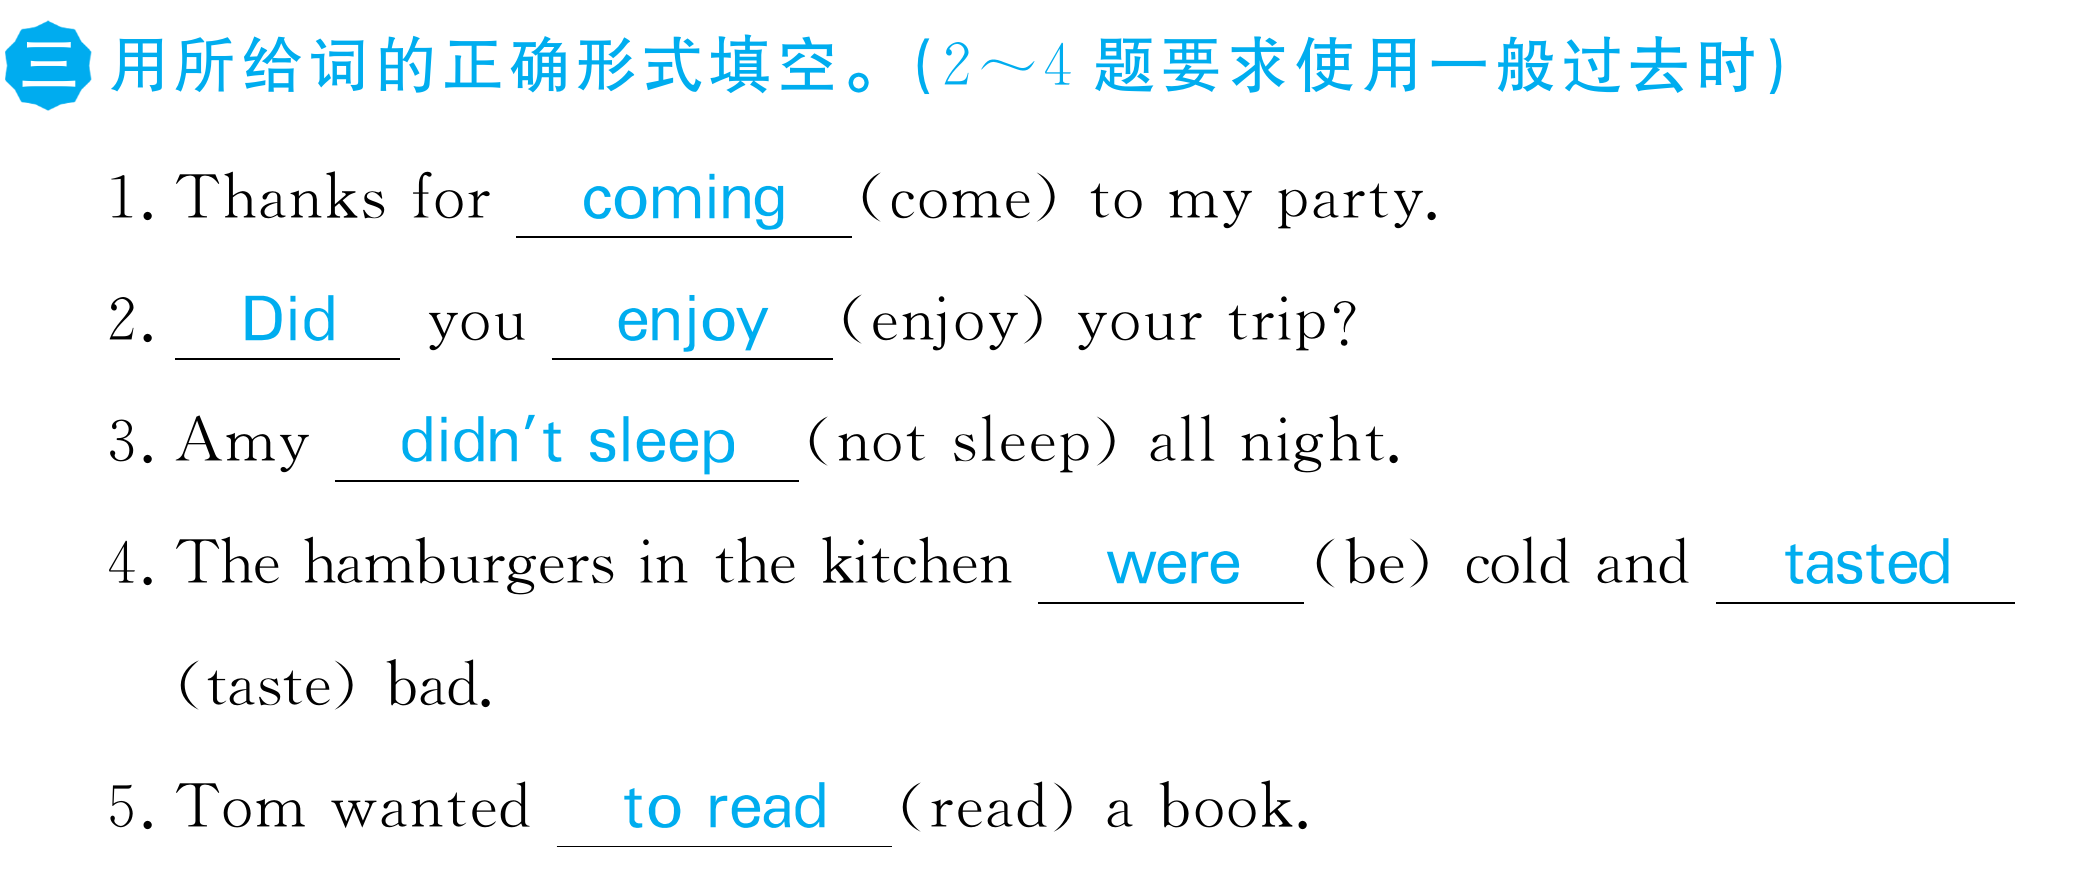 三 用所给词的正确形式填空。(2～4 题要求使用一般过去时)
1. Thanks for coming (come) to my party.
2. Did you enjoy (enjoy) your trip?
3. Amy didn't sleep (not sleep) all night.
4. The hamburgers in the kitchen were (be) cold and tasted
(taste) bad.
5. Tom wanted to read (read) a book.